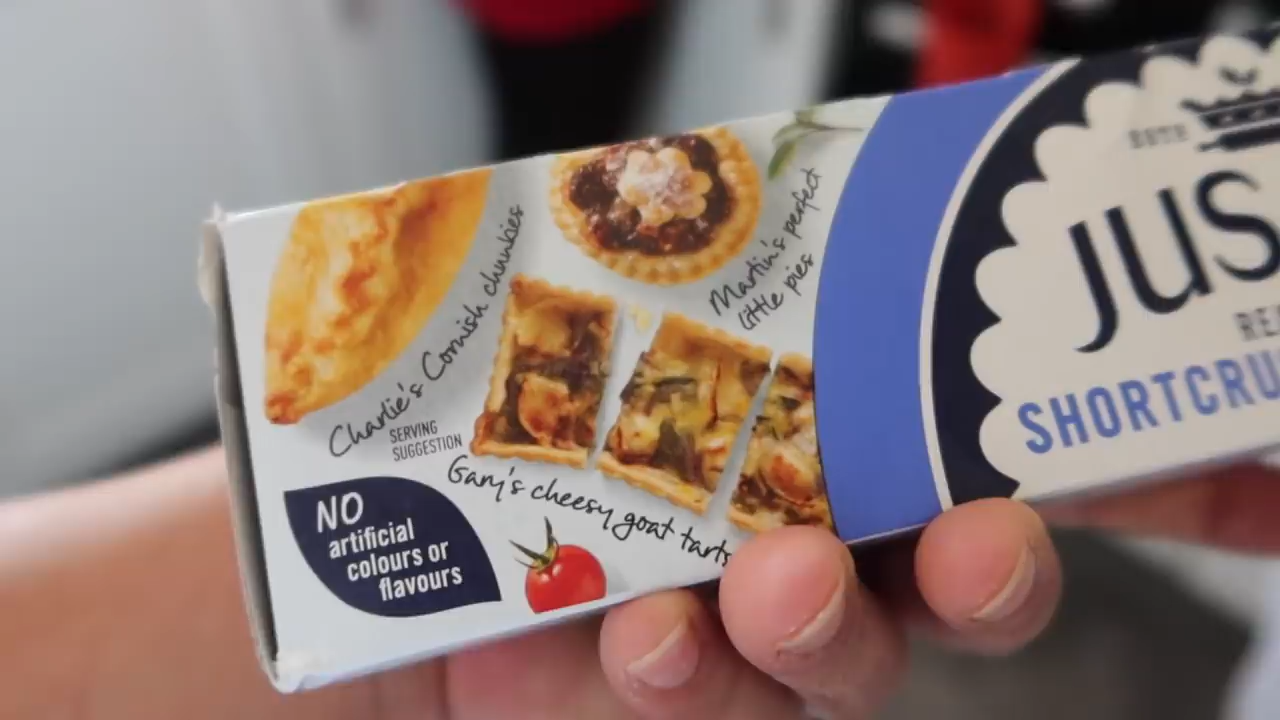 Charlie's Cornish chunkies
SERVING
SUGGESTION
Martin's perfect
little pies
Gary's cheesy goat tarts
NO
artificial
colours or
flavours
JUS
SHORTCRU